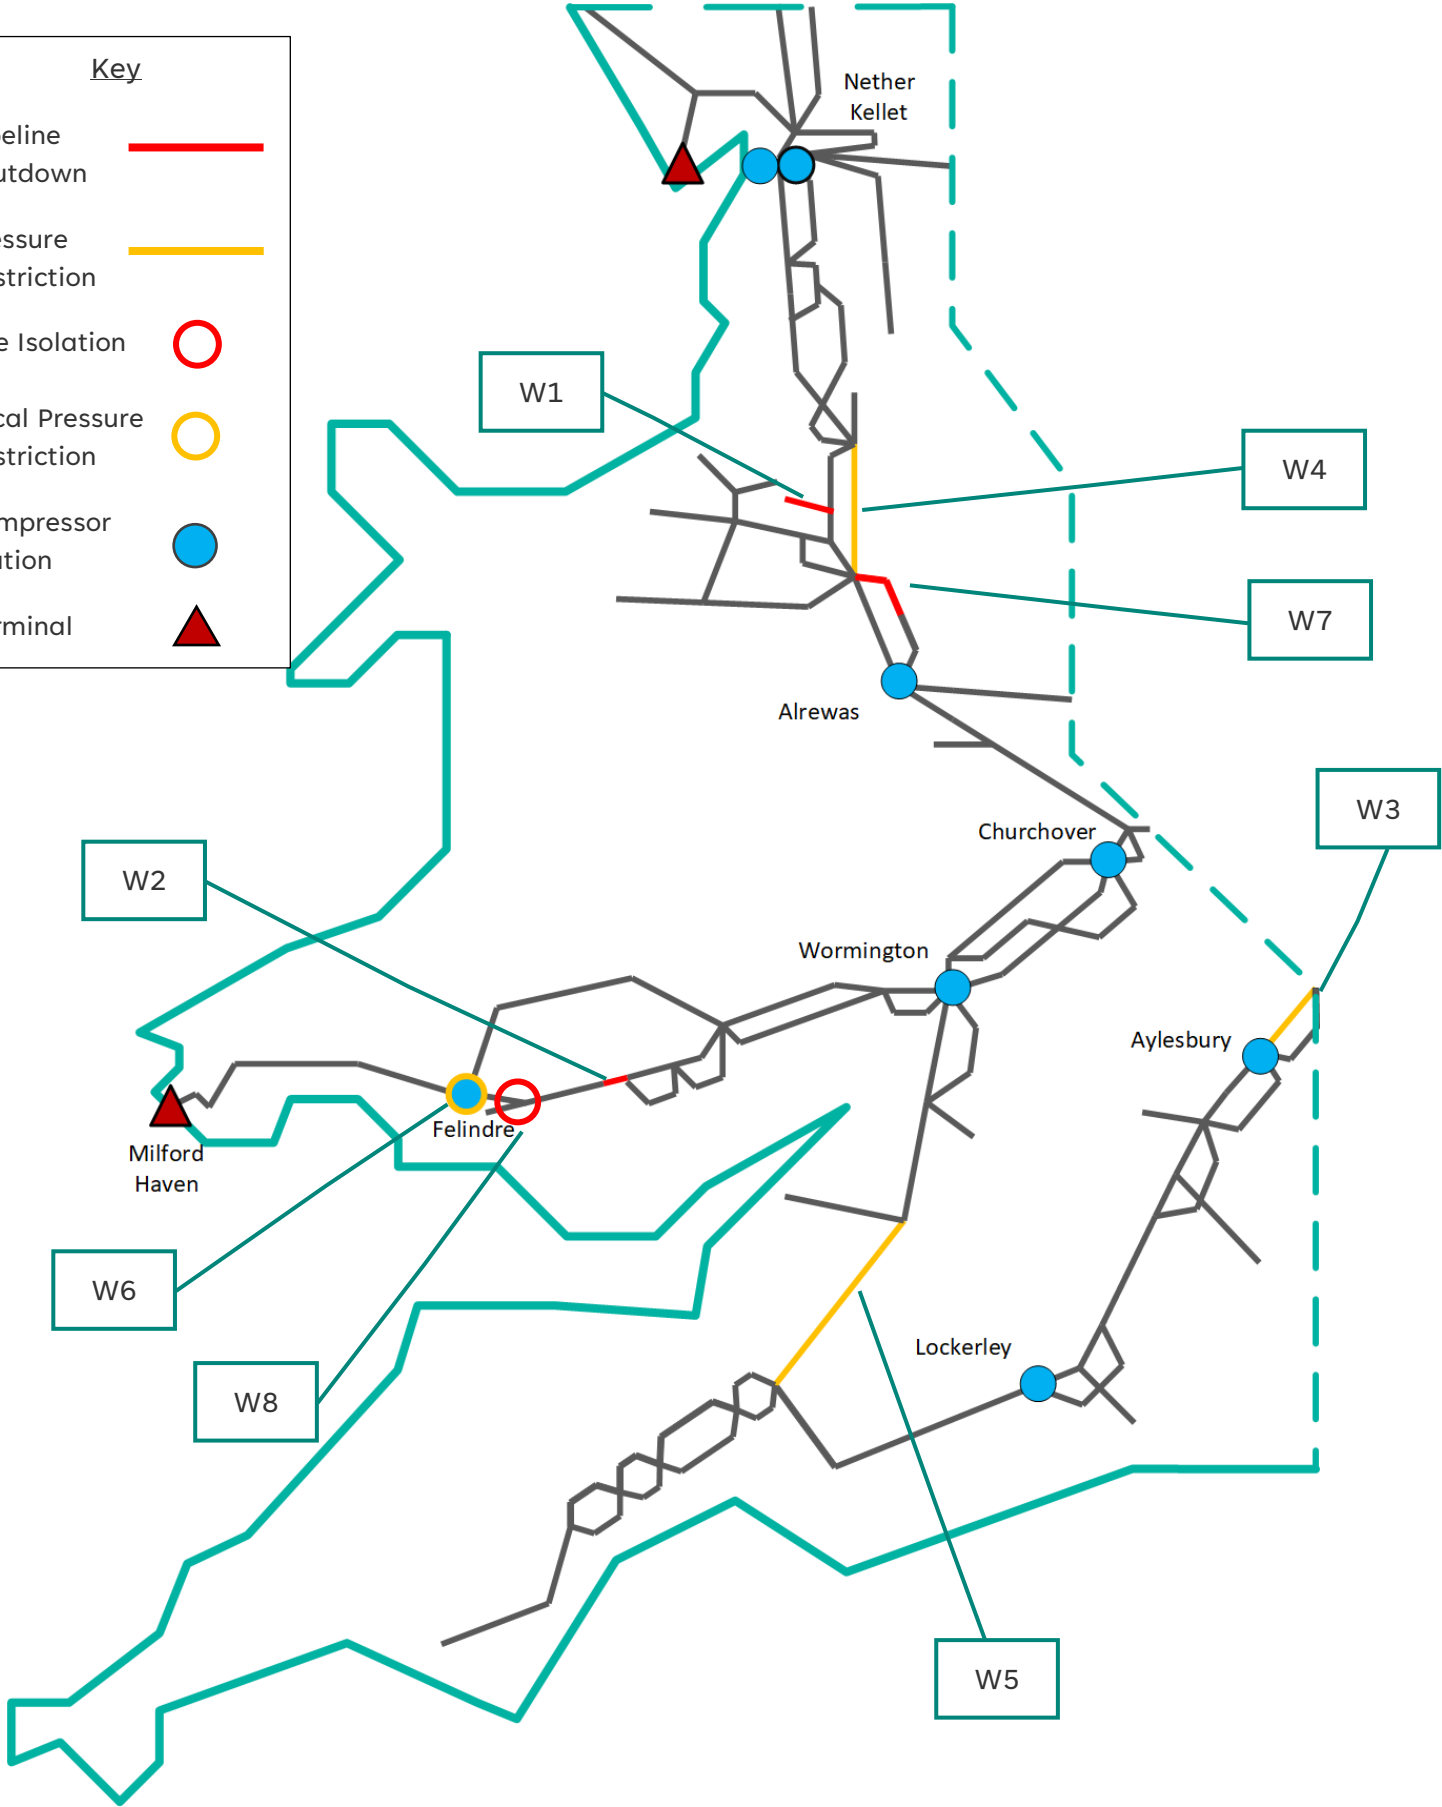 Key
eline
utdown
essure
striction
e Isolation
cal Pressure
striction
mpressor
ation
rminal
Nether
Kellet
W1
W4
W7
Alrewas
W3
Churchover
W2
Wormington
Aylesbury
Felindre
Milford
Haven
W6
Lockerley
W8
W5